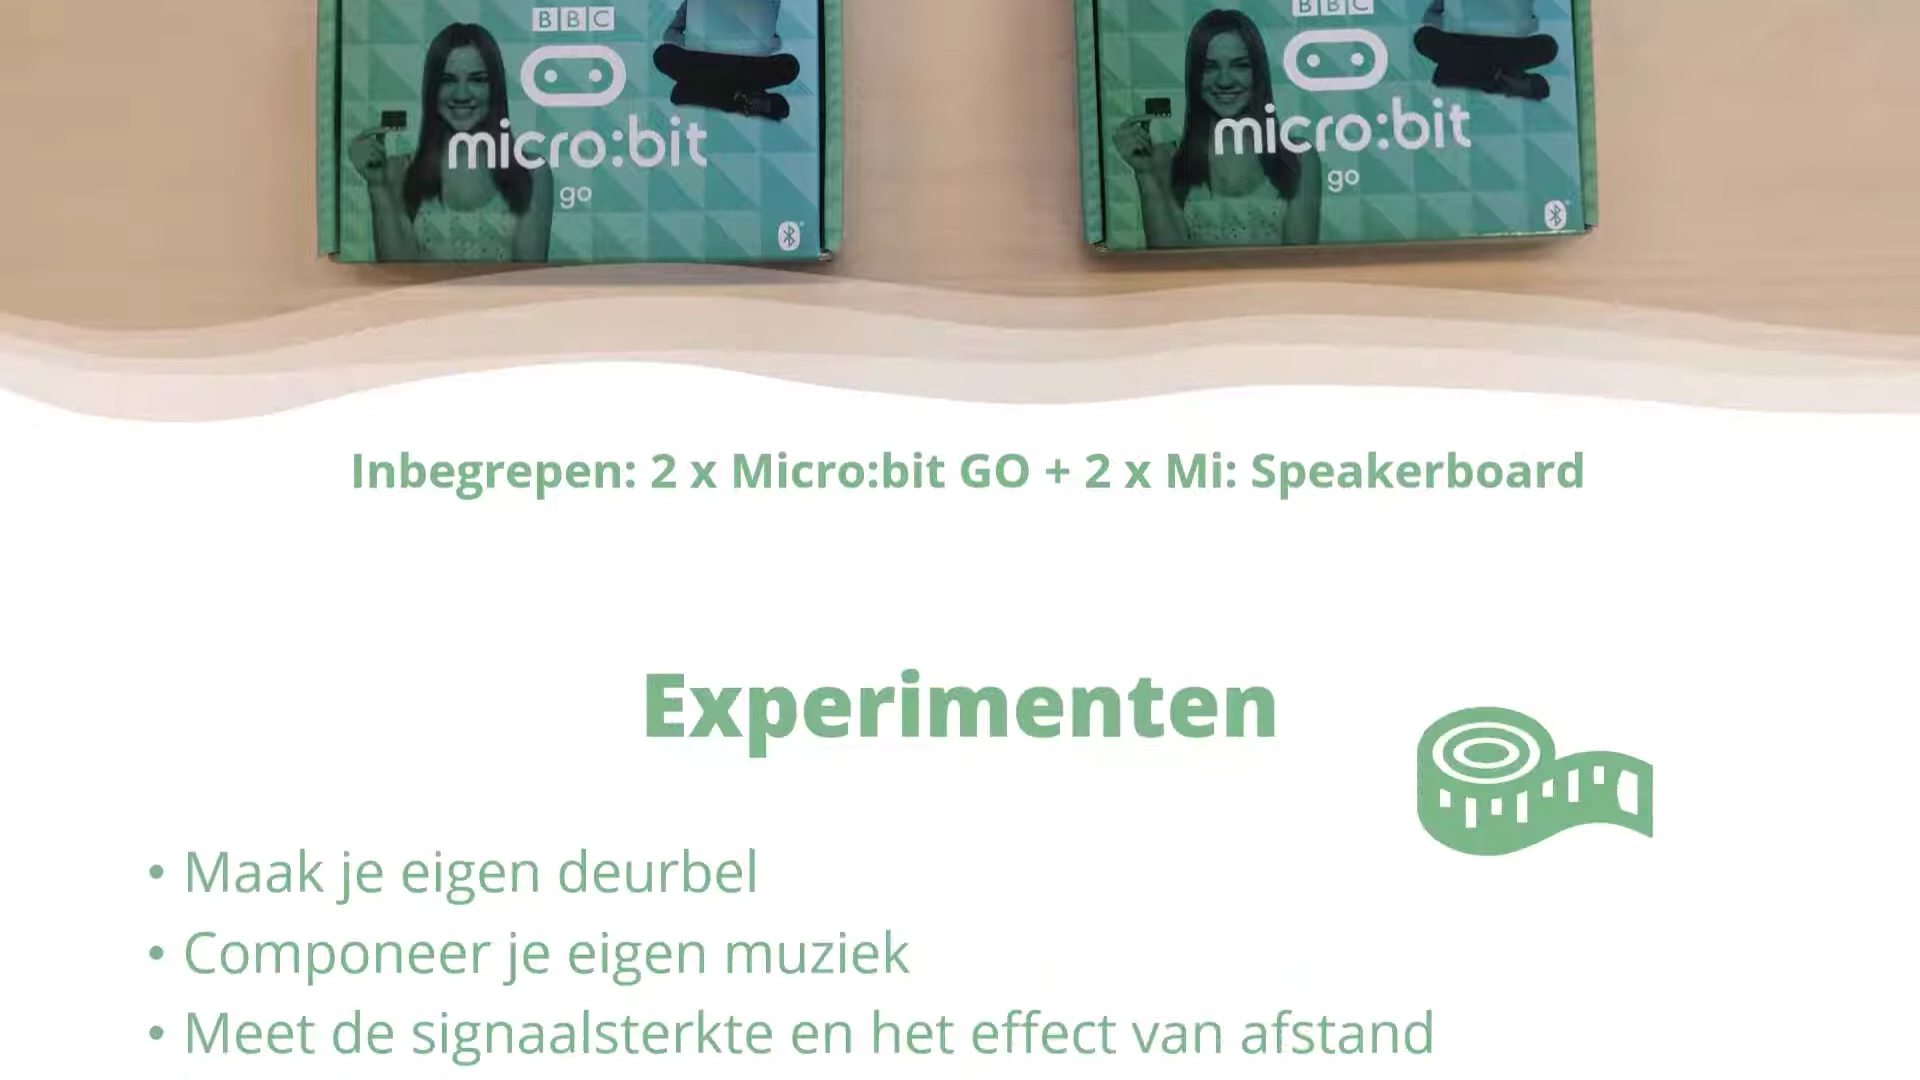 BBC
micro:bit
go
BBC
micro:bit
go
Inbegrepen: 2 x Micro:bit GO + 2 x Mi: Speakerboard
Experimenten
• Maak je eigen deurbel
• Componeer je eigen muziek
• Meet de signaalsterkte en het effect van afstand